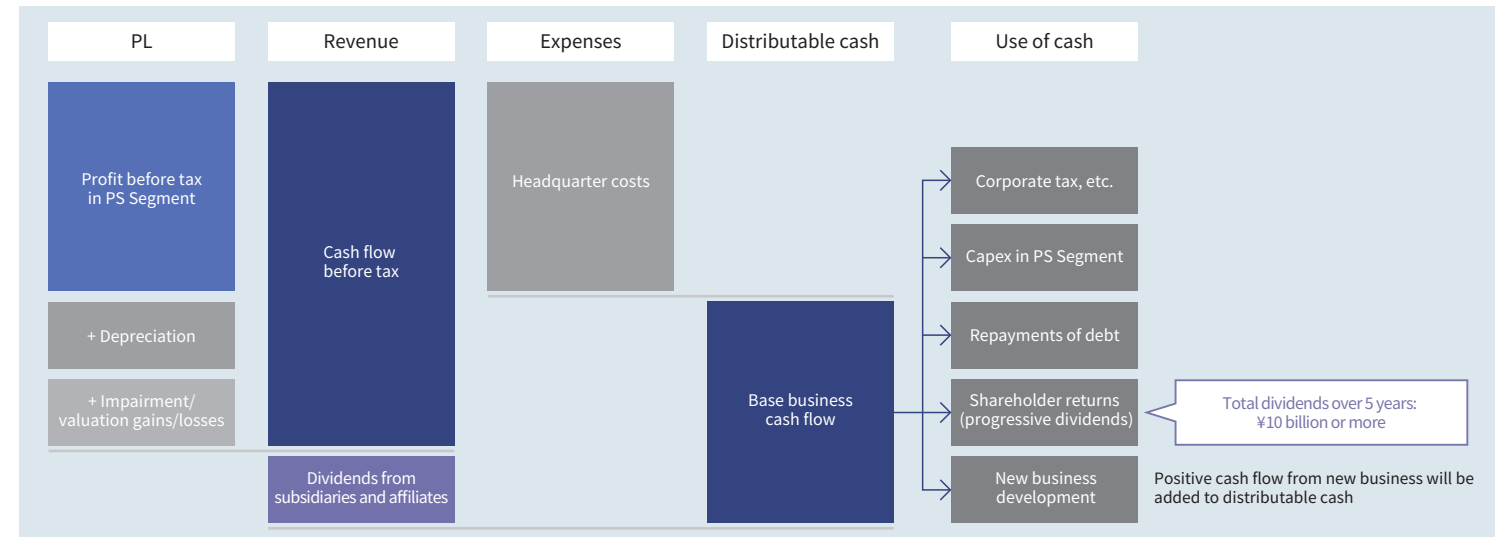 PL
Revenue
Expenses
Distributable cash
Use of cash
Profit before tax
in PS Segment
+ Depreciation
+ Impairment/
valuation gains/losses
Cash flow
before tax
Dividends from
subsidiaries and affiliates
Headquarter costs
Base business
cash flow
Corporate tax, etc.
Capex in PS Segment
Repayments of debt
Shareholder returns
(progressive dividends)
New business
development
Total dividends over 5 years:
¥10 billion or more
Positive cash flow from new business will be
added to distributable cash